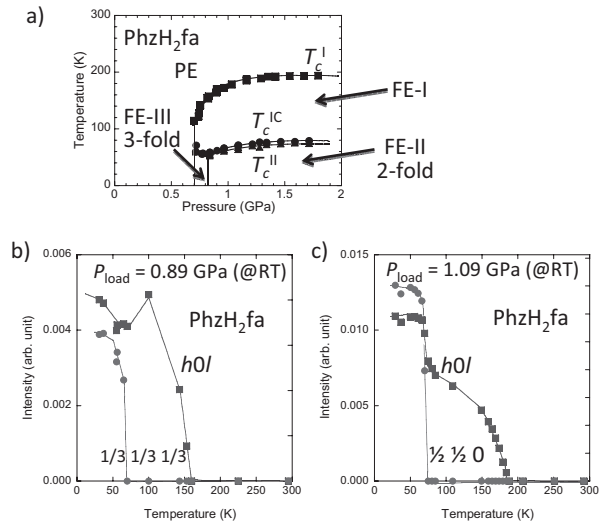 a)
PhzH₂fa
PE
T_c^I
FE-I
FE-III
3-fold
T_c^IC
T_c^II
FE-II
2-fold
Temperature (K)
300
200
100
0
0 0.5 1 1.5 2
Pressure (GPa)
b)
P_load = 0.89 GPa (@RT)
PhzH₂fa
h0l
1/3 1/3 1/3
Intensity (arb. unit)
0.006
0.004
0.002
0.000
0 50 100 150 200 250 300
Temperature (K)
c)
P_load = 1.09 GPa (@RT)
PhzH₂fa
h0l
½ ½ 0
Intensity (arb. unit)
0.015
0.010
0.005
0.000
0 50 100 150 200 250 300
Temperature (K)